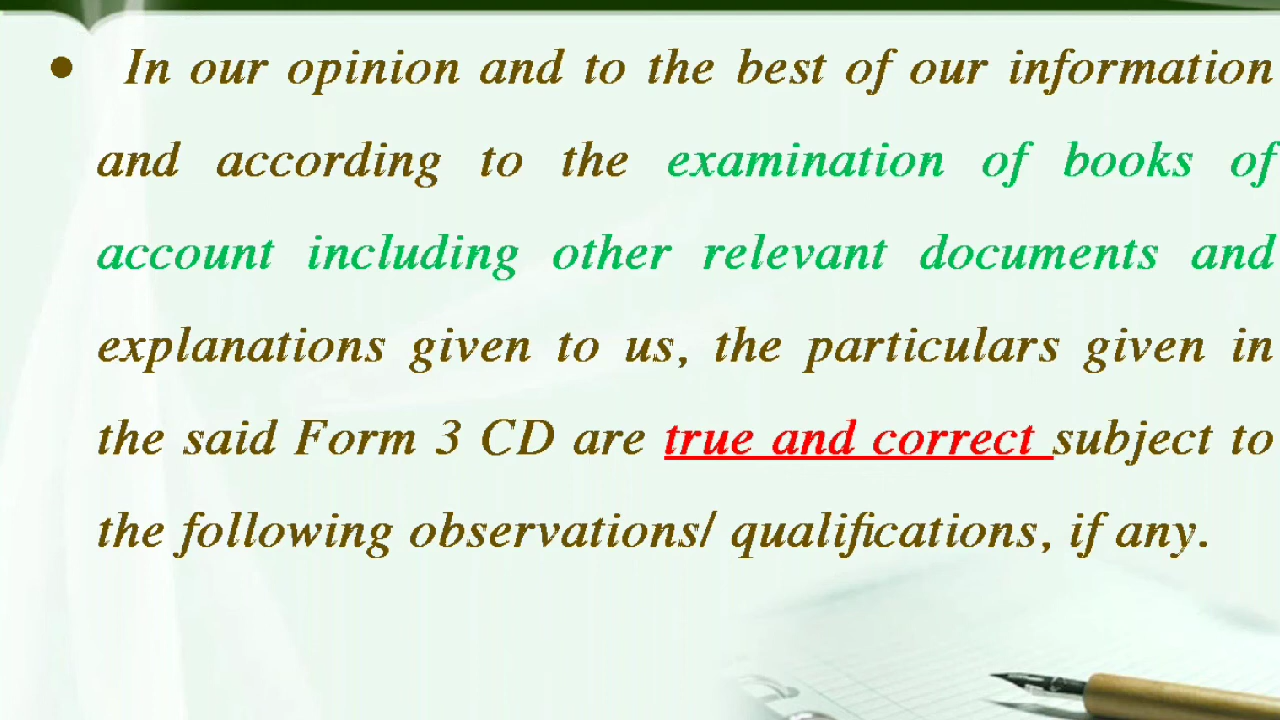 • In our opinion and to the best of our information
and according to the examination of books of
account including other relevant documents and
explanations given to us, the particulars given in
the said Form 3 CD are true and correct subject to
the following observations/ qualifications, if any.